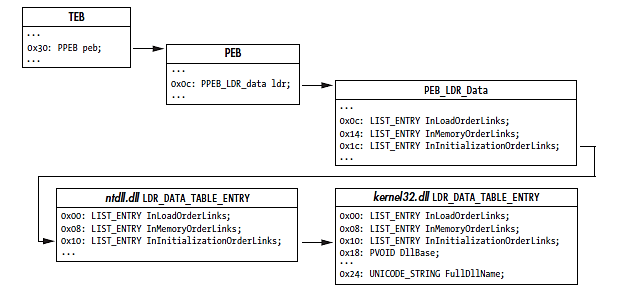 TEB
...
0x30: PPEB peb;
...
PEB
...
0x0c: PPEB_LDR_data ldr;
...
PEB_LDR_Data
...
0x0c: LIST_ENTRY InLoadOrderLinks;
0x14: LIST_ENTRY InMemoryOrderLinks;
0x1c: LIST_ENTRY InInitializationOrderLinks;
...
ntdll.dll LDR_DATA_TABLE_ENTRY
0x00: LIST_ENTRY InLoadOrderLinks;
0x08: LIST_ENTRY InMemoryOrderLinks;
0x10: LIST_ENTRY InInitializationOrderLinks;
...
kernel32.dll LDR_DATA_TABLE_ENTRY
0x00: LIST_ENTRY InLoadOrderLinks;
0x08: LIST_ENTRY InMemoryOrderLinks;
0x10: LIST_ENTRY InInitializationOrderLinks;
0x18: PVOID DllBase;
...
0x24: UNICODE_STRING FullDllName;